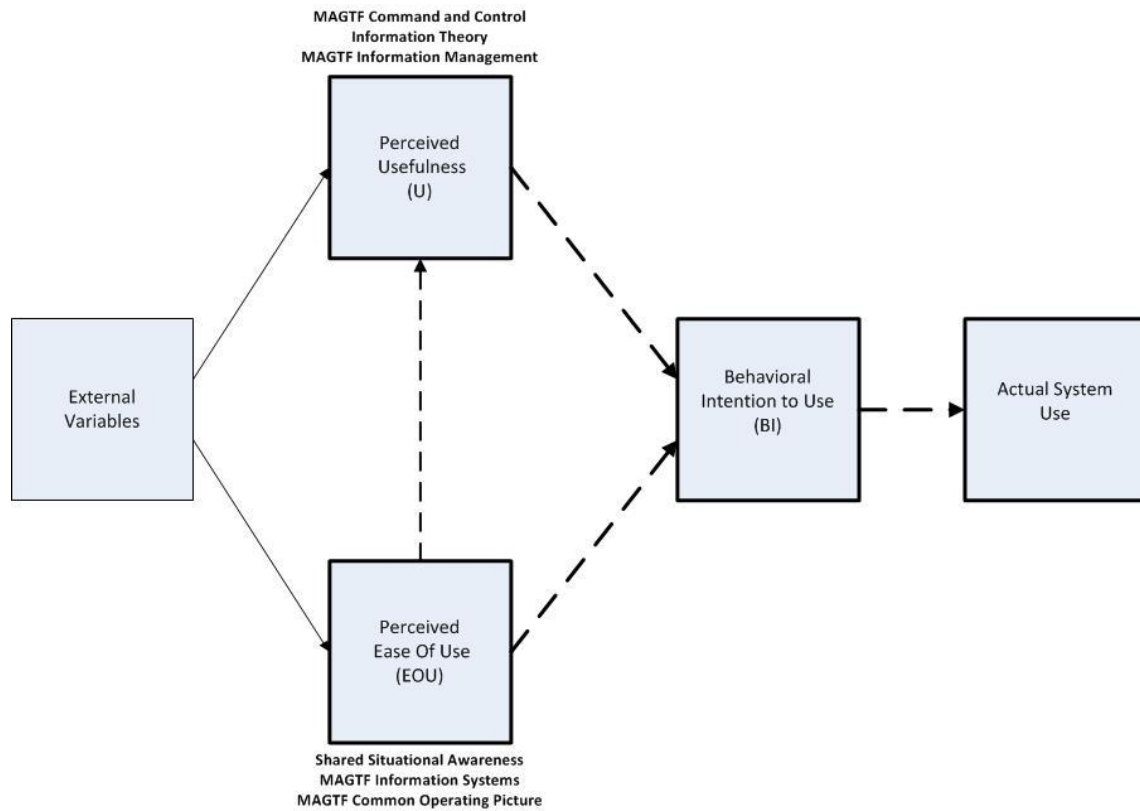 MAGTF Command and Control
Information Theory
MAGTF Information Management
Perceived
Usefulness
(U)
External
Variables
Behavioral
Intention to Use
(BI)
Actual System
Use
Perceived
Ease Of Use
(EOU)
Shared Situational Awareness
MAGTF Information Systems
MAGTF Common Operating Picture